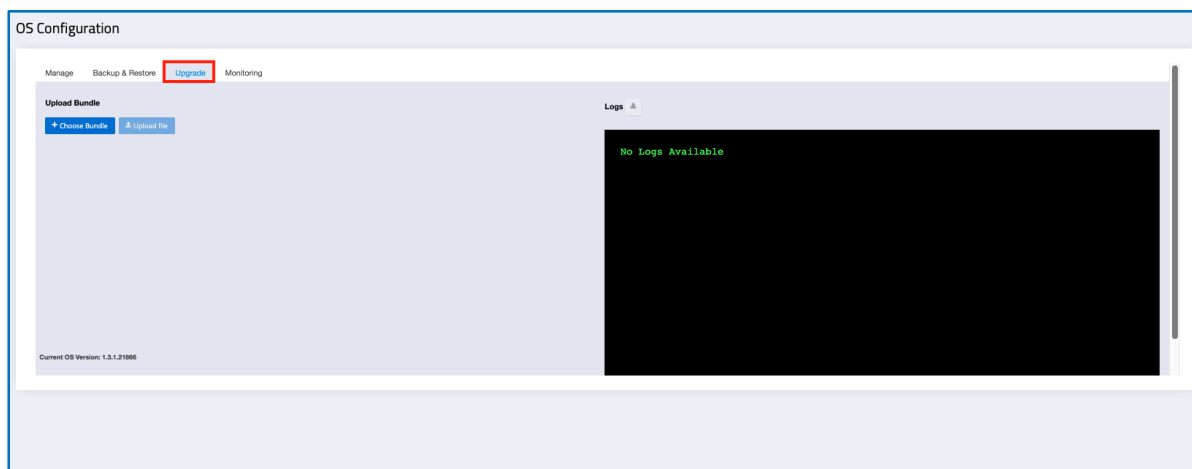 OS Configuration
Manage Backup & Restore Upgrade Monitoring
Upload Bundle
+ Choose Bundle Upload file
Logs
No Logs Available
Current OS Version: 1.3.1.21866